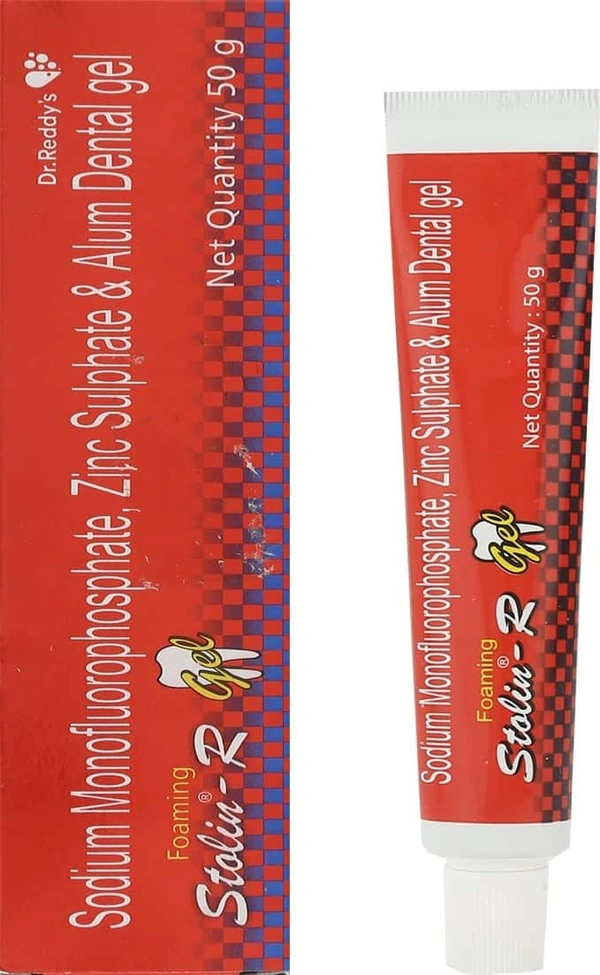 Dr.Reddy's
Sodium Monofluorophosphate, Zinc Sulphate & Alum Dental gel
Net Quantity 50 g
Foaming
Stolin®-R Gel
Sodium Monofluorophosphate, Zinc Sulphate & Alum Dental gel
Net Quantity : 50 g
Foaming
Stolin®-R Gel